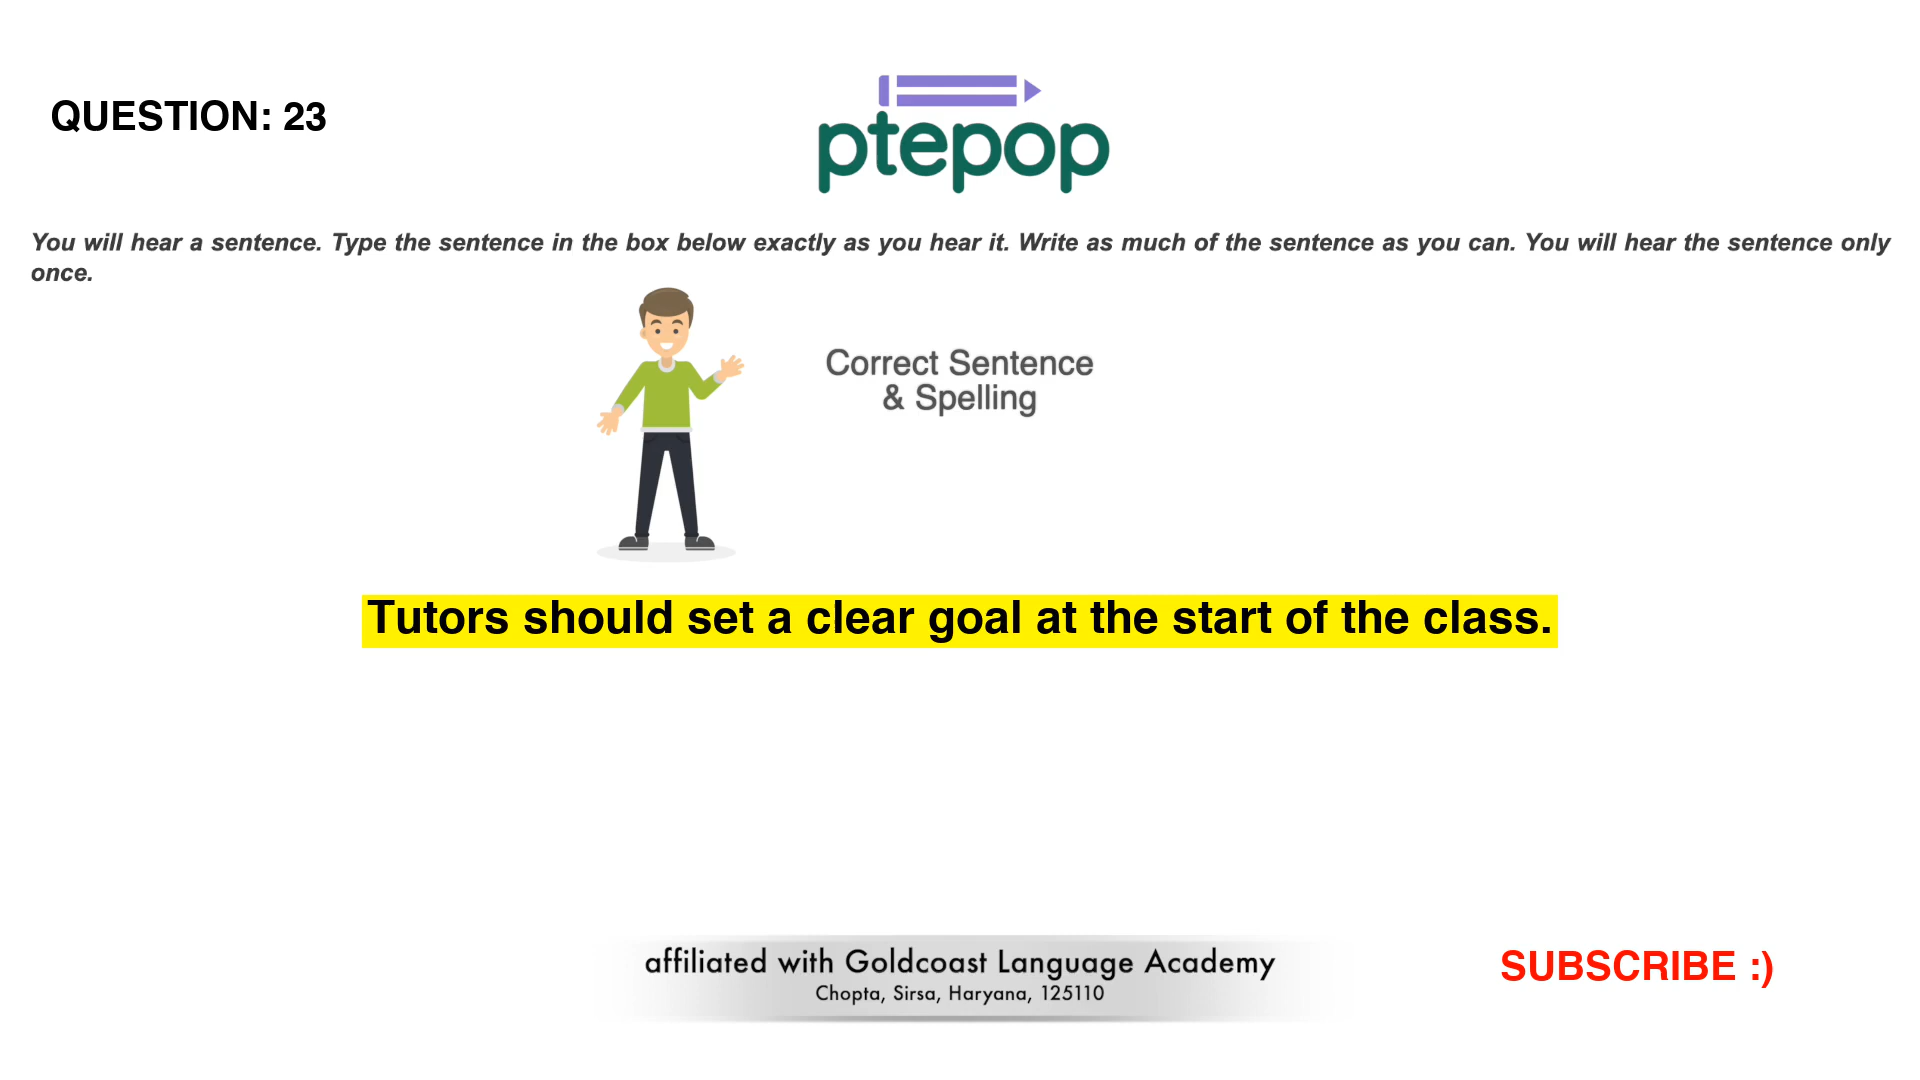 QUESTION: 23
ptepop
You will hear a sentence. Type the sentence in the box below exactly as you hear it. Write as much of the sentence as you can. You will hear the sentence only
once.
Correct Sentence
& Spelling
Tutors should set a clear goal at the start of the class.
affiliated with Goldcoast Language Academy
Chopta, Sirsa, Haryana, 125110
SUBSCRIBE :)